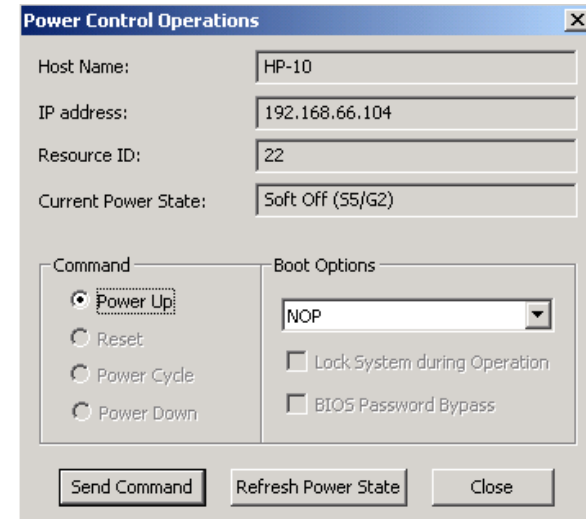 Power Control Operations
Host Name:
HP-10
IP address:
192.168.66.104
Resource ID:
22
Current Power State:
Soft Off (S5/G2)
Command
Power Up
Reset
Power Cycle
Power Down
Boot Options
NOP
Lock System during Operation
BIOS Password Bypass
Send Command
Refresh Power State
Close